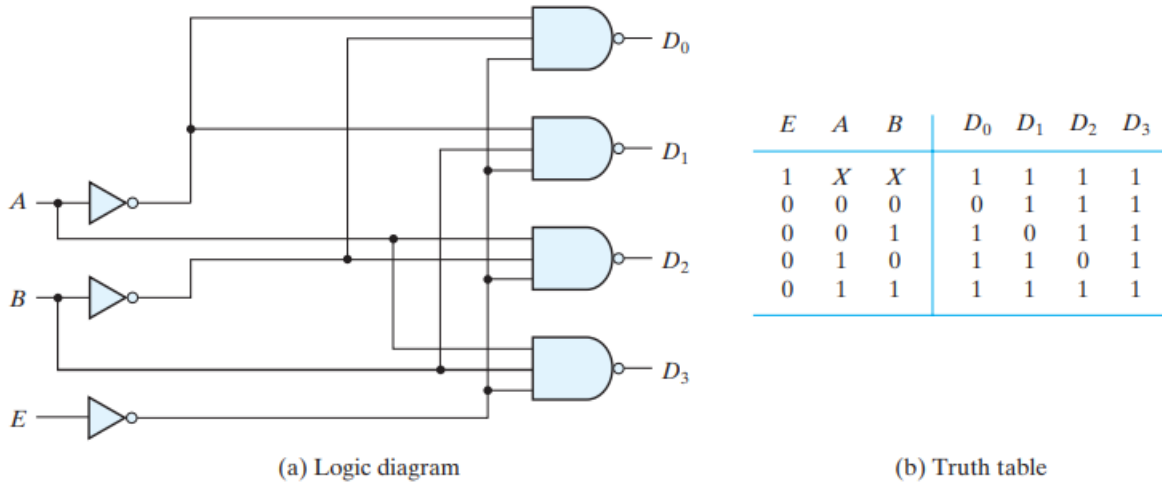 D0
D1
A
D2
B
D3
E
(a) Logic diagram
E A B D0 D1 D2 D3
1 X X 1 1 1 1
0 0 0 0 1 1 1
0 0 1 1 0 1 1
0 1 0 1 1 0 1
0 1 1 1 1 1 1
(b) Truth table